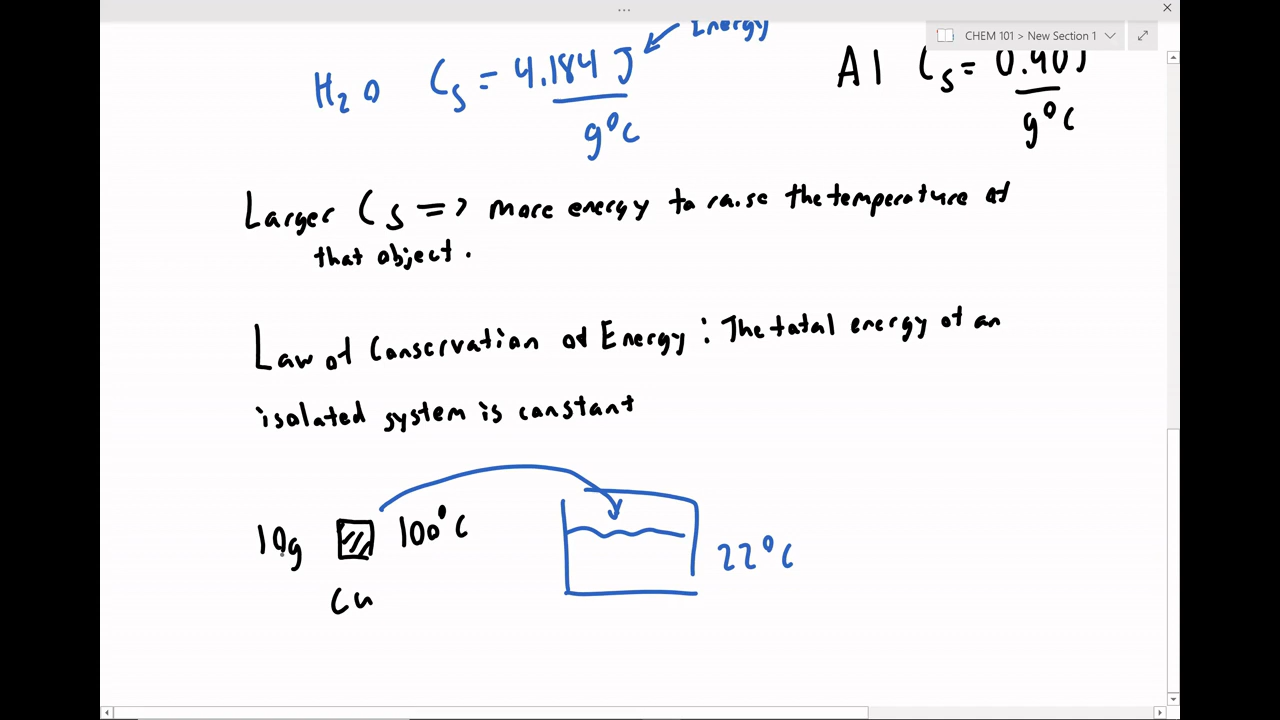 ...
CHEM 101 > New Section 1
Energy
H2O Cs = 4.184 J
g°C
Al Cs = 0.90 J
g°C
Larger Cs => more energy to raise the temperature of
that object.
Law of Conservation of Energy: The total energy of an
isolated system is constant
10g 100°C
Cu
22°C